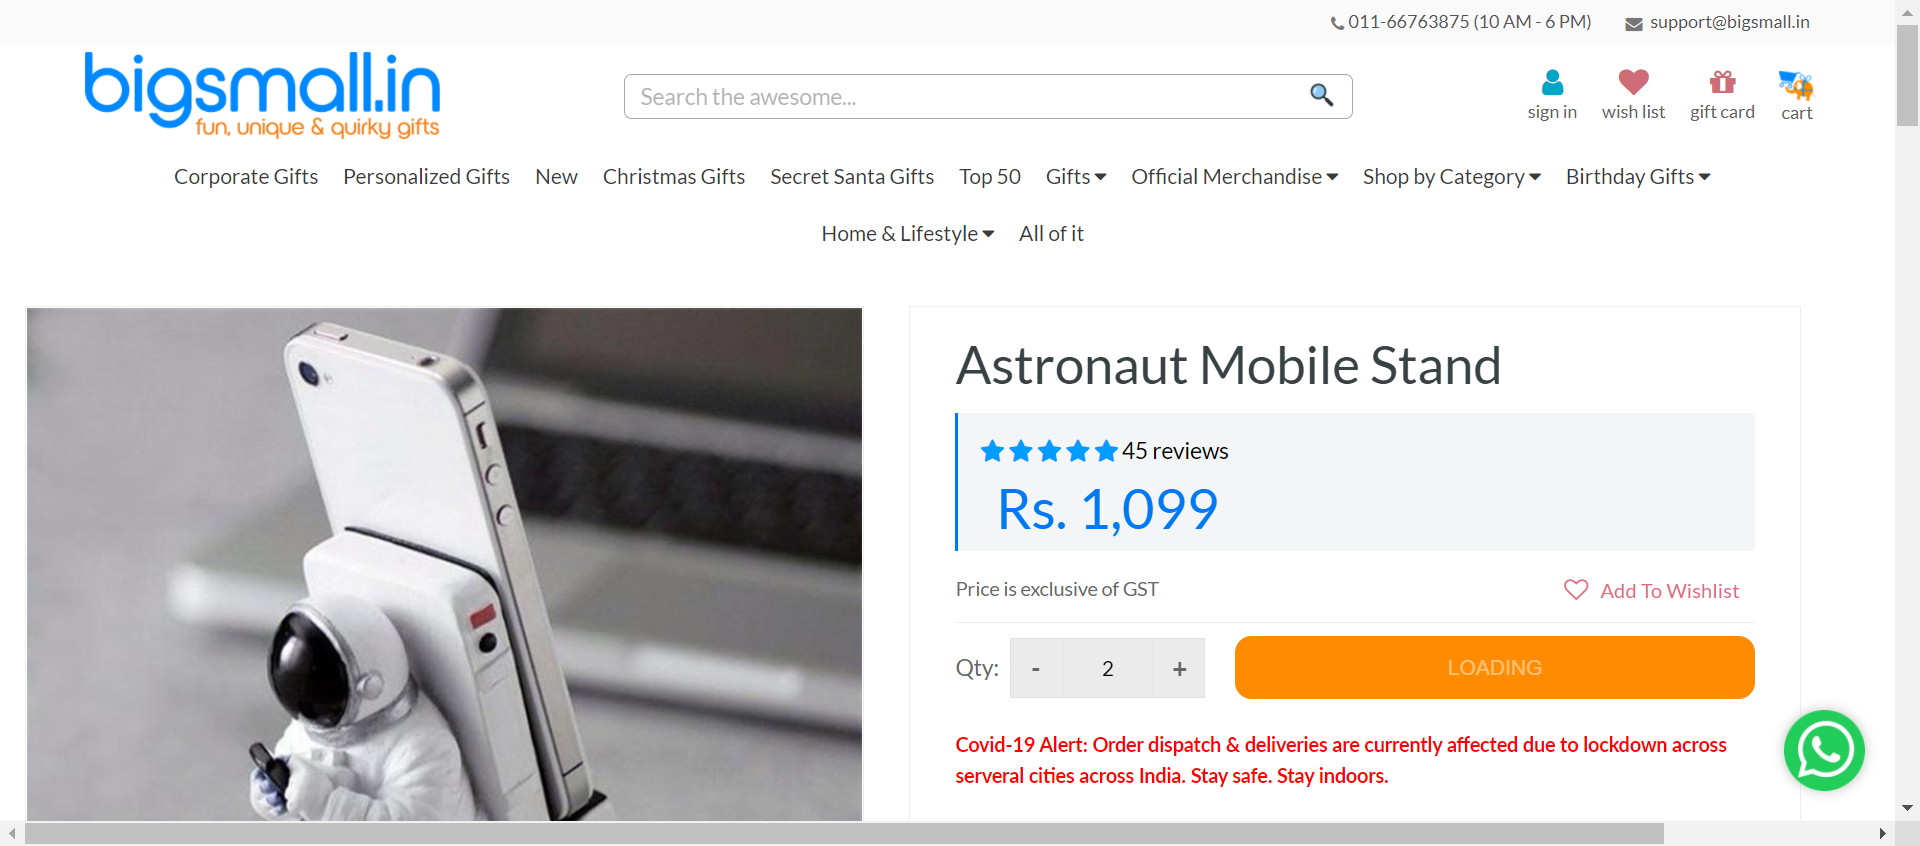 011-66763875 (10 AM - 6 PM) support@bigsmall.in
bigsmall.in
fun, unique & quirky gifts
Search the awesome...
sign in wish list gift card cart
Corporate Gifts Personalized Gifts New Christmas Gifts Secret Santa Gifts Top 50 Gifts Official Merchandise Shop by Category Birthday Gifts
Home & Lifestyle All of it
Astronaut Mobile Stand
45 reviews
Rs. 1,099
Price is exclusive of GST Add To Wishlist
Qty: - 2 + LOADING
Covid-19 Alert: Order dispatch & deliveries are currently affected due to lockdown across
serveral cities across India. Stay safe. Stay indoors.